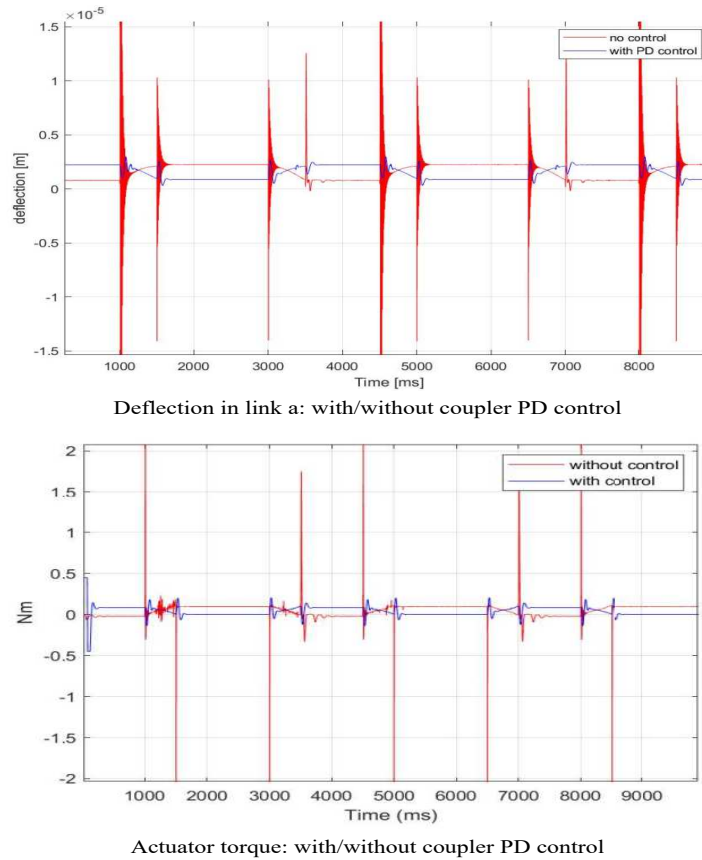 1.5 ×10⁻⁵
no control
with PD control
1
0.5
0
-0.5
-1
-1.5
deflection [m]
1000 2000 3000 4000 5000 6000 7000 8000
Time [ms]
Deflection in link a: with/without coupler PD control
2
without control
with control
1.5
1
0.5
0
-0.5
-1
-1.5
-2
Nm
1000 2000 3000 4000 5000 6000 7000 8000 9000
Time (ms)
Actuator torque: with/without coupler PD control